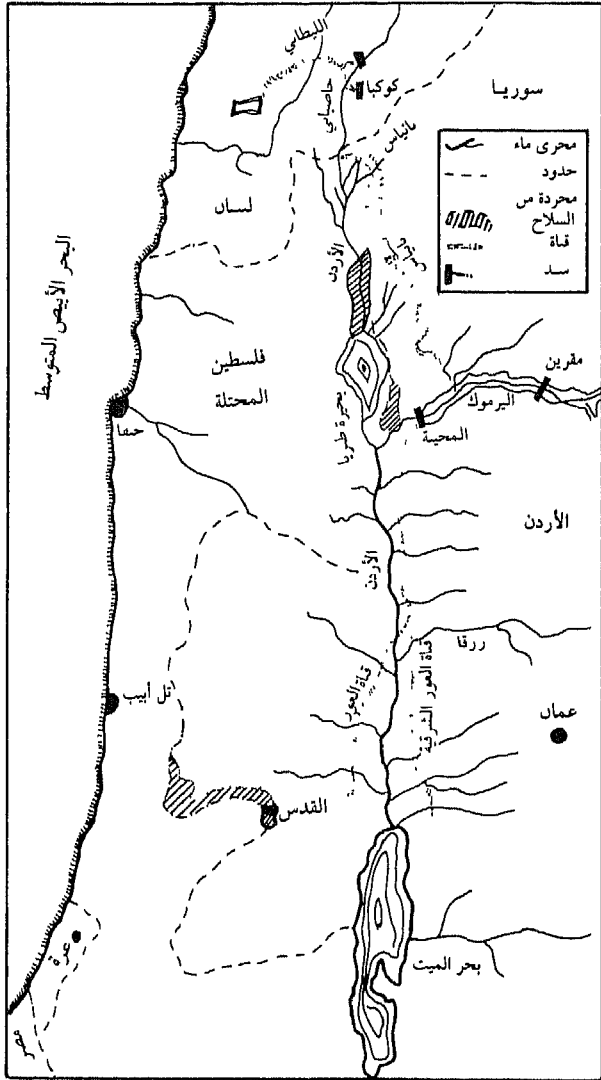 الليطاني
كوكبا
سوريا
حاصباني
بانياس
محرى ماء
حدود
محردة من
السلاح
قناة
سد
لسان
البحر الأبيض المتوسط
الأردن
فلسطين
المحتلة
بحيرة طبريا
مقرين
اليرموك
المحيبة
حيفا
الأردن
الأردن
زرقا
قناة الغور
قناة الغور الشرقية
عمان
تل أبيب
القدس
غزة
بحر الميت
مصر